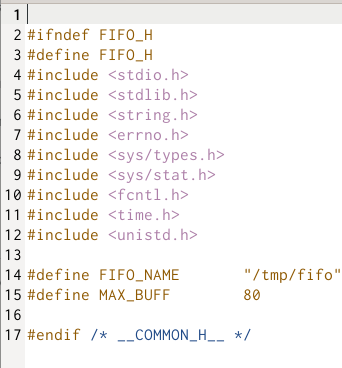 1
2 #ifndef FIFO_H
3 #define FIFO_H
4 #include <stdio.h>
5 #include <stdlib.h>
6 #include <string.h>
7 #include <errno.h>
8 #include <sys/types.h>
9 #include <sys/stat.h>
10 #include <fcntl.h>
11 #include <time.h>
12 #include <unistd.h>
13
14 #define FIFO_NAME       "/tmp/fifo"
15 #define MAX_BUFF        80
16
17 #endif /* __COMMON_H__ */